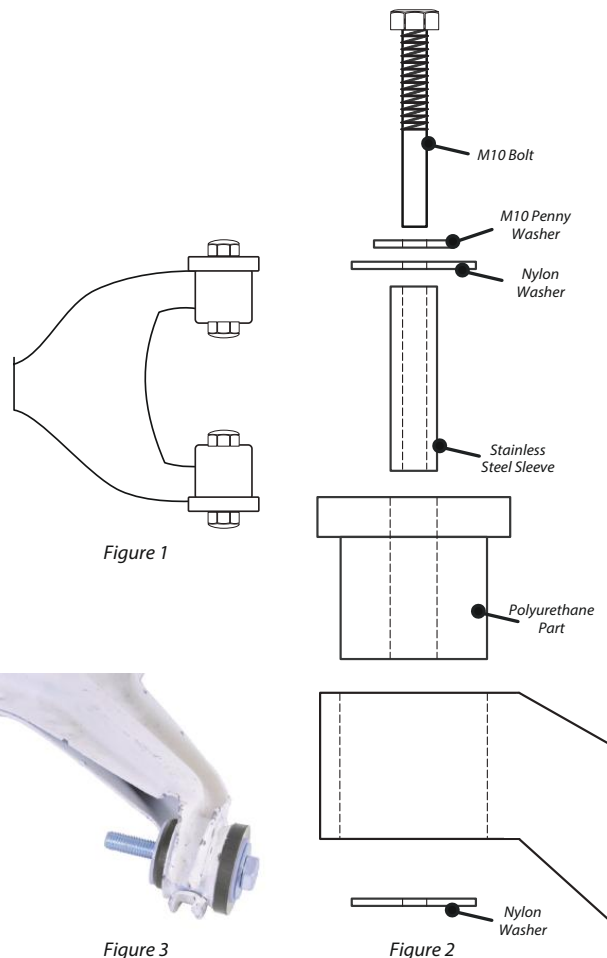 M10 Bolt
M10 Penny
Washer
Nylon
Washer
Stainless
Steel Sleeve
Figure 1
Polyurethane
Part
Nylon
Washer
Figure 3
Figure 2